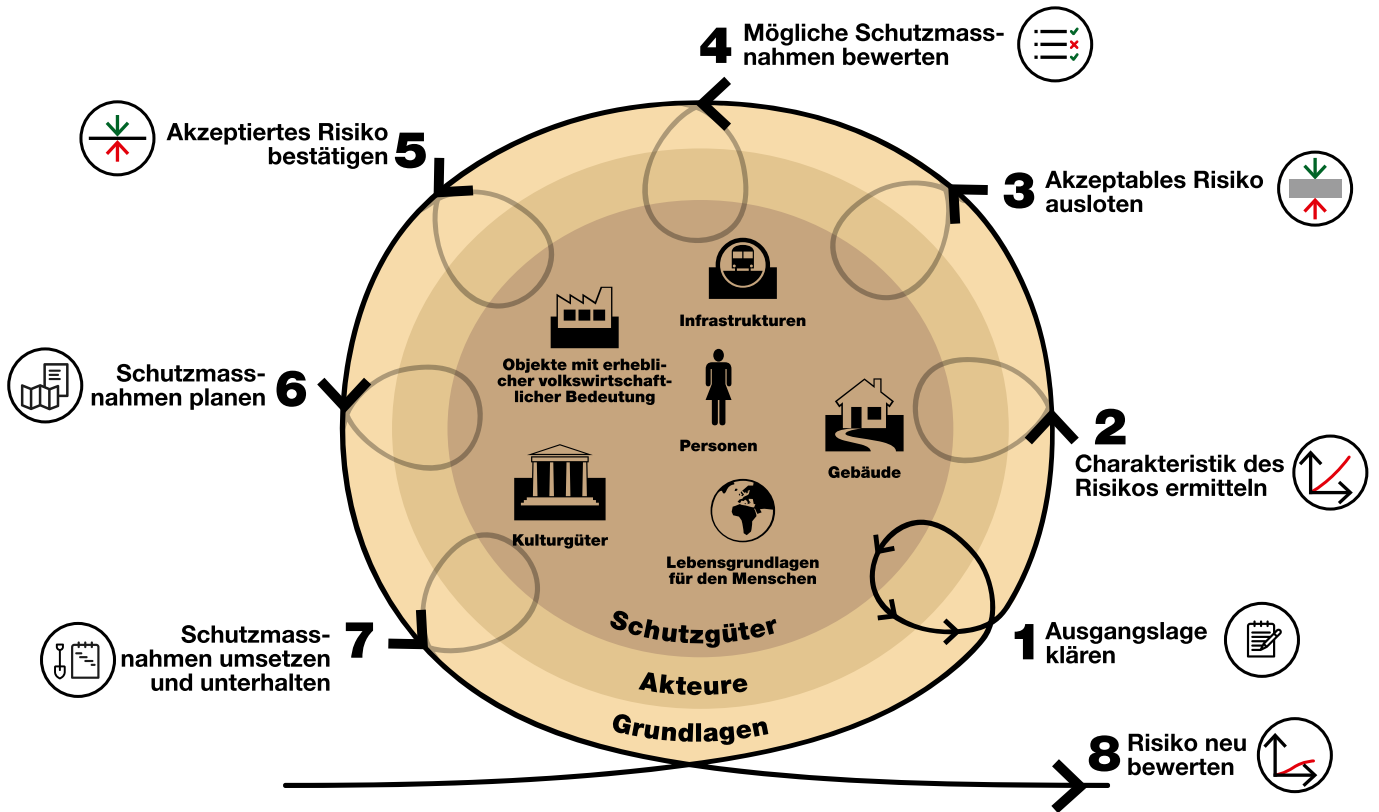 4 Mögliche Schutzmass-
nahmen bewerten
Akzeptiertes Risiko
bestätigen 5
3 Akzeptables Risiko
ausloten
Infrastrukturen
Objekte mit erhebli-
cher volkswirtschaft-
licher Bedeutung
Schutzmass-
nahmen planen 6
Personen
Gebäude
2
Charakteristik des
Risikos ermitteln
Kulturgüter
Lebensgrundlagen
für den Menschen
Schutzgüter
Akteure
Grundlagen
Schutzmass-
nahmen umsetzen
und unterhalten
7
1 Ausgangslage
klären
8 Risiko neu
bewerten